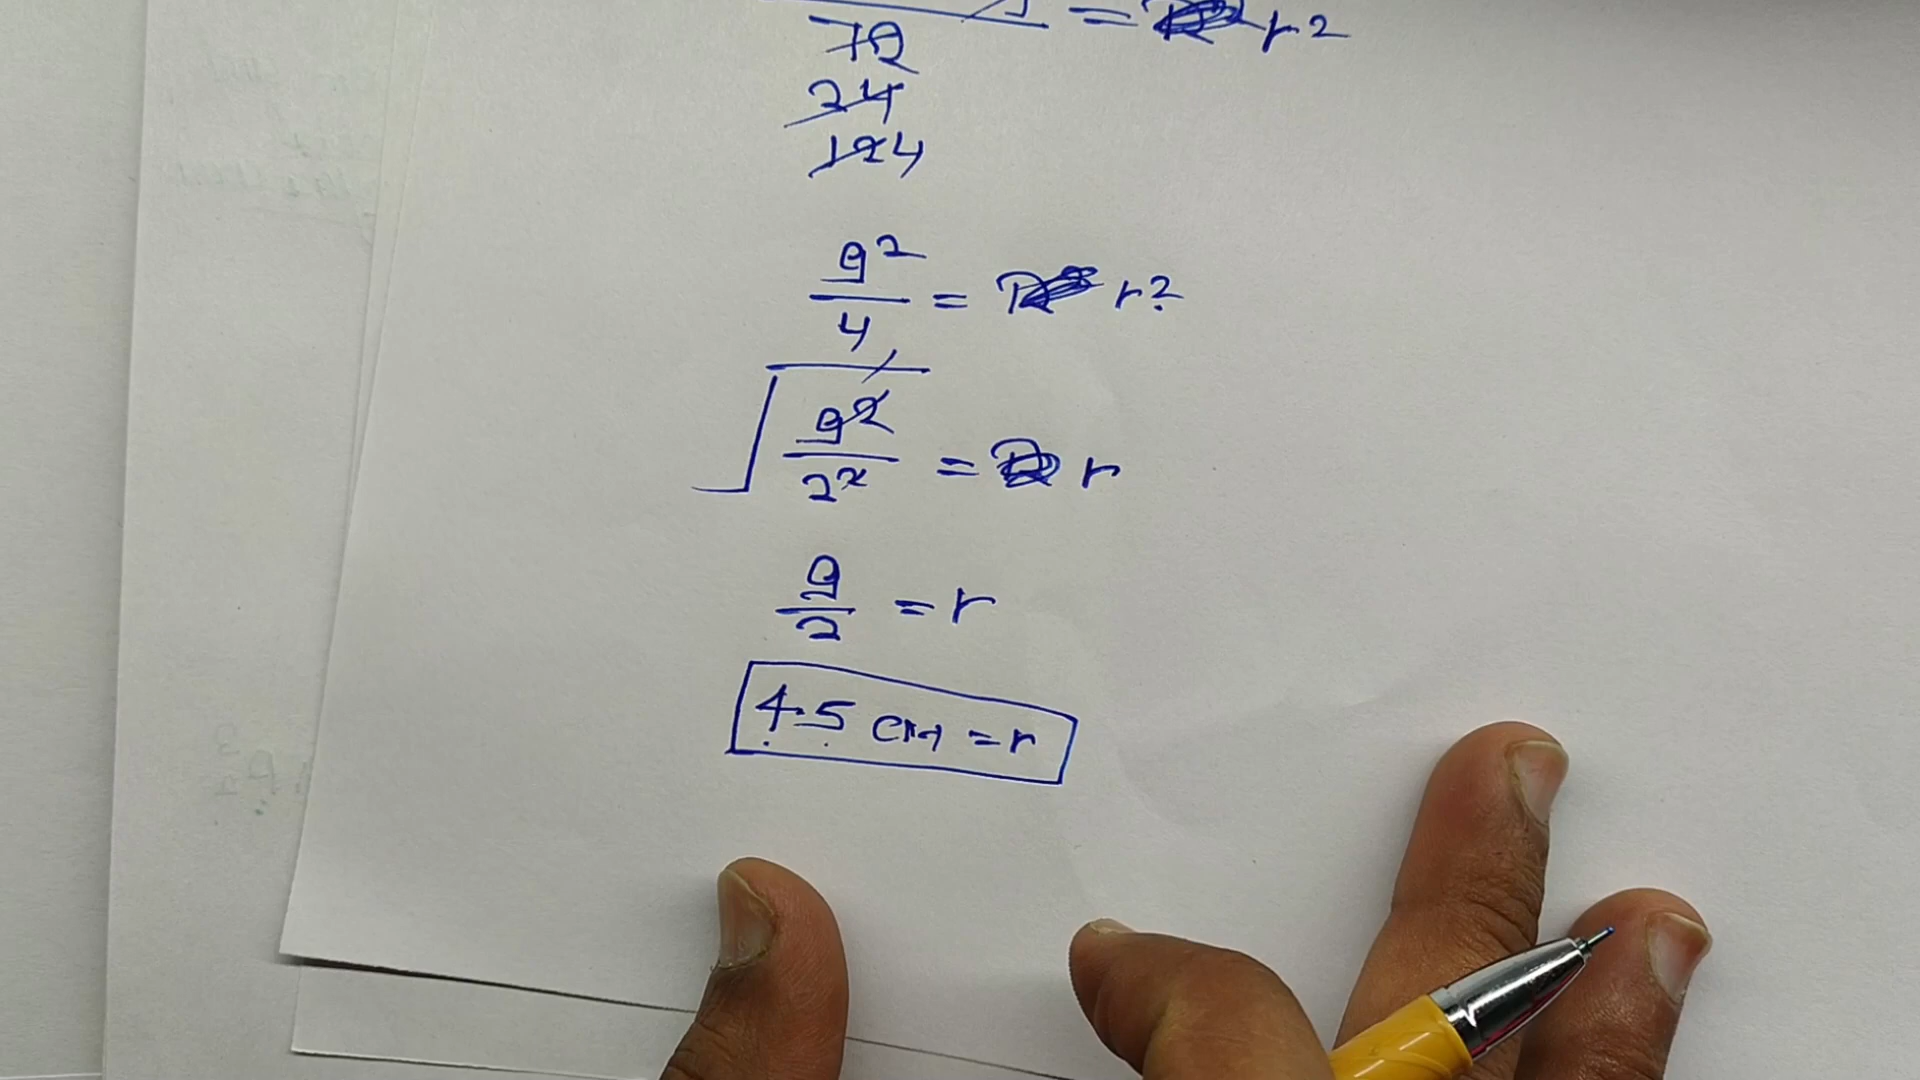 = r2
72
24
124
9²/4 = r²
√(9²/2²) = r
9/2 = r
4.5 cm = r